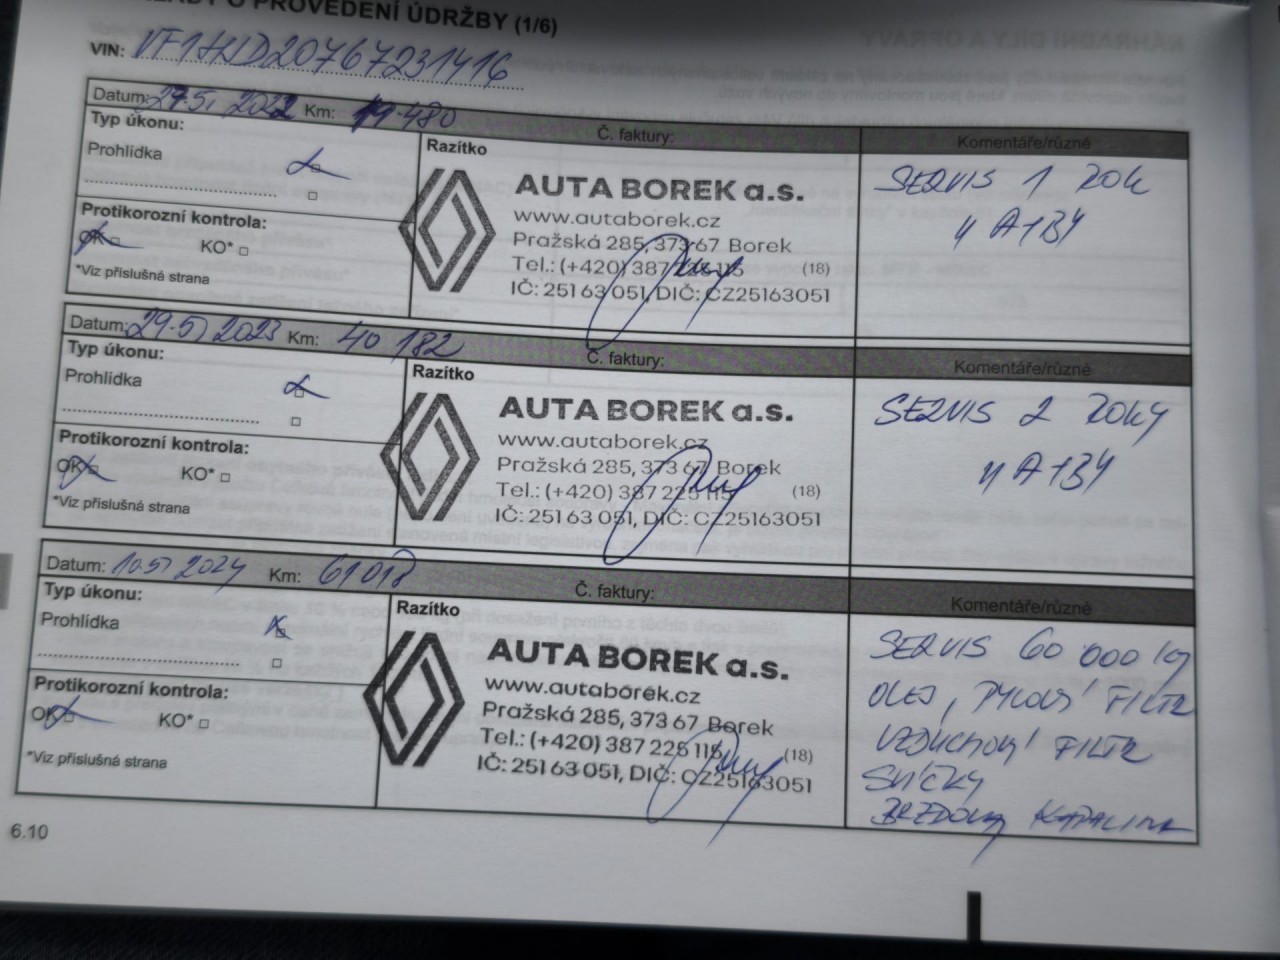 O PROVEDENÍ ÚDRŽBY (1/6)
VIN: VF1HJD20767231416
Datum: 27.5. 2022 Km: 19.480 Č. faktury: Komentáře/různé
Typ úkonu:
Prohlídka
Protikorozní kontrola:
OK KO*
*Viz příslušná strana
Razítko
AUTA BOREK a.s.
www.autaborek.cz
Pražská 285, 373 67 Borek
Tel.: (+420) 387 225 115 (18)
IČ: 251 63 051, DIČ: CZ25163051
SERVIS 1 ROK
Datum: 29.5. 2023 Km: 40 182 Č. faktury: Komentáře/různé
Typ úkonu:
Prohlídka
Protikorozní kontrola:
OK KO*
*Viz příslušná strana
Razítko
AUTA BOREK a.s.
www.autaborek.cz
Pražská 285, 373 67 Borek
Tel.: (+420) 387 225 115 (18)
IČ: 251 63 051, DIČ: CZ25163051
SERVIS 2 ROKY
Datum: 10.5. 2024 Km: 61018 Č. faktury: Komentáře/různé
Typ úkonu:
Prohlídka
Protikorozní kontrola:
OK KO*
*Viz příslušná strana
Razítko
AUTA BOREK a.s.
www.autaborek.cz
Pražská 285, 373 67 Borek
Tel.: (+420) 387 225 115 (18)
IČ: 251 63 051, DIČ: CZ25163051
SERVIS 60 000 KM
OLEJ, PYLOVÝ FILTR
VZDUCHOVÝ FILTR
SVÍČKY
BRZDOVÁ KAPALINA
6.10